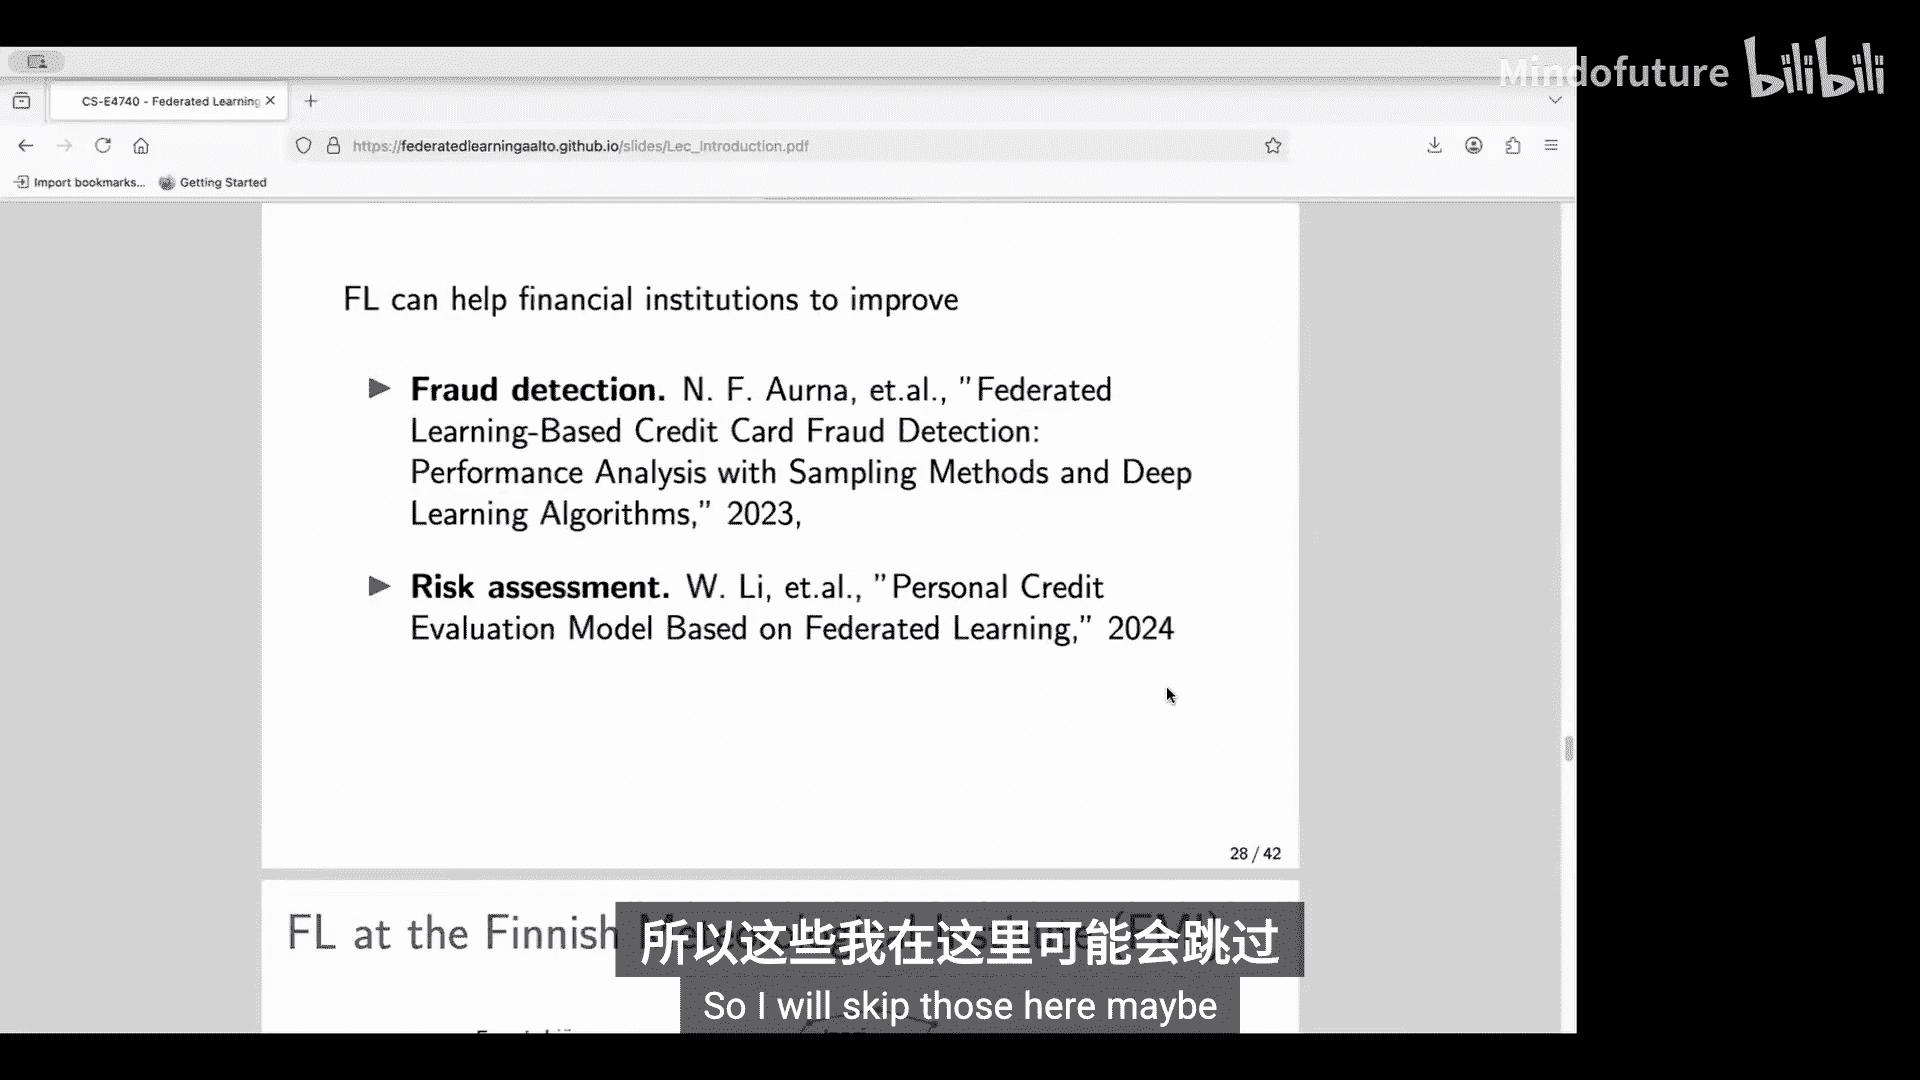 Mindofuture bilibili
CS-E4740 - Federated Learning
https://federatedlearningaalto.github.io/slides/Lec_Introduction.pdf
Import bookmarks... Getting Started
FL can help financial institutions to improve
Fraud detection. N. F. Aurna, et.al., "Federated
Learning-Based Credit Card Fraud Detection:
Performance Analysis with Sampling Methods and Deep
Learning Algorithms," 2023,
Risk assessment. W. Li, et.al., "Personal Credit
Evaluation Model Based on Federated Learning," 2024
28 / 42
FL at the Finnish
所以这些我在这里可能会跳过
So I will skip those here maybe